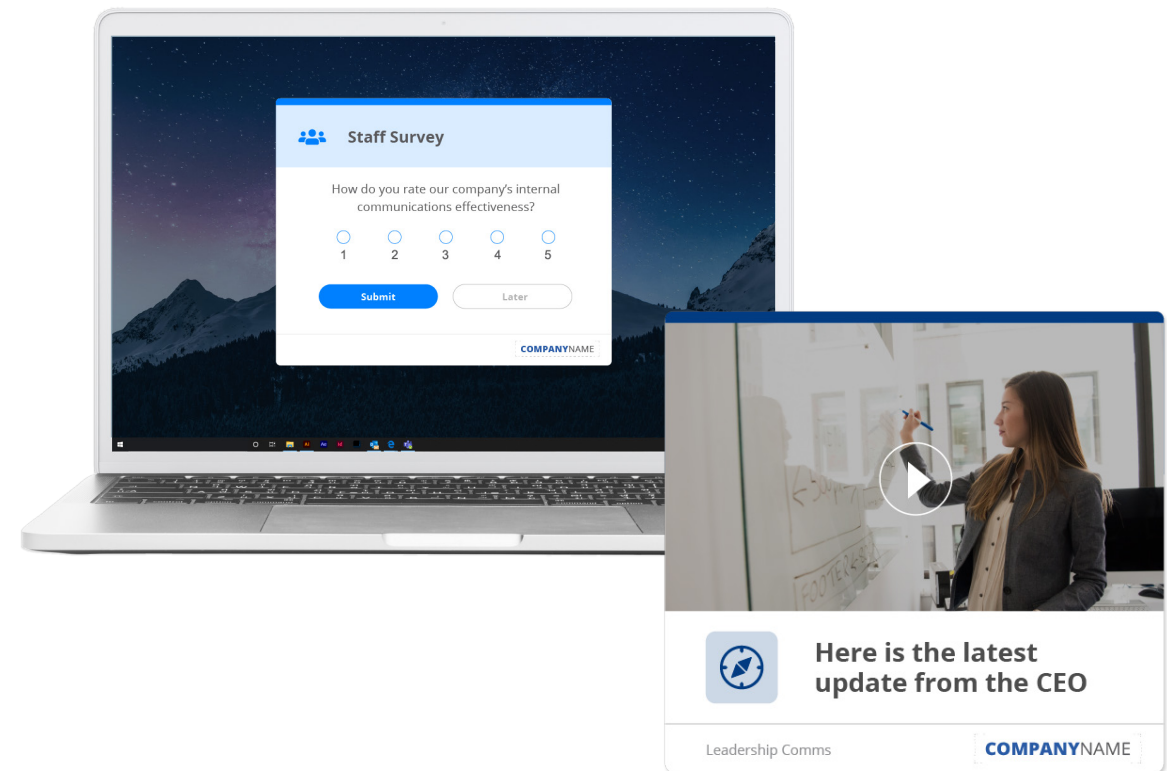 Staff Survey
How do you rate our company’s internal
communications effectiveness?
1 2 3 4 5
Submit Later
COMPANYNAME
Here is the latest
update from the CEO
Leadership Comms COMPANYNAME